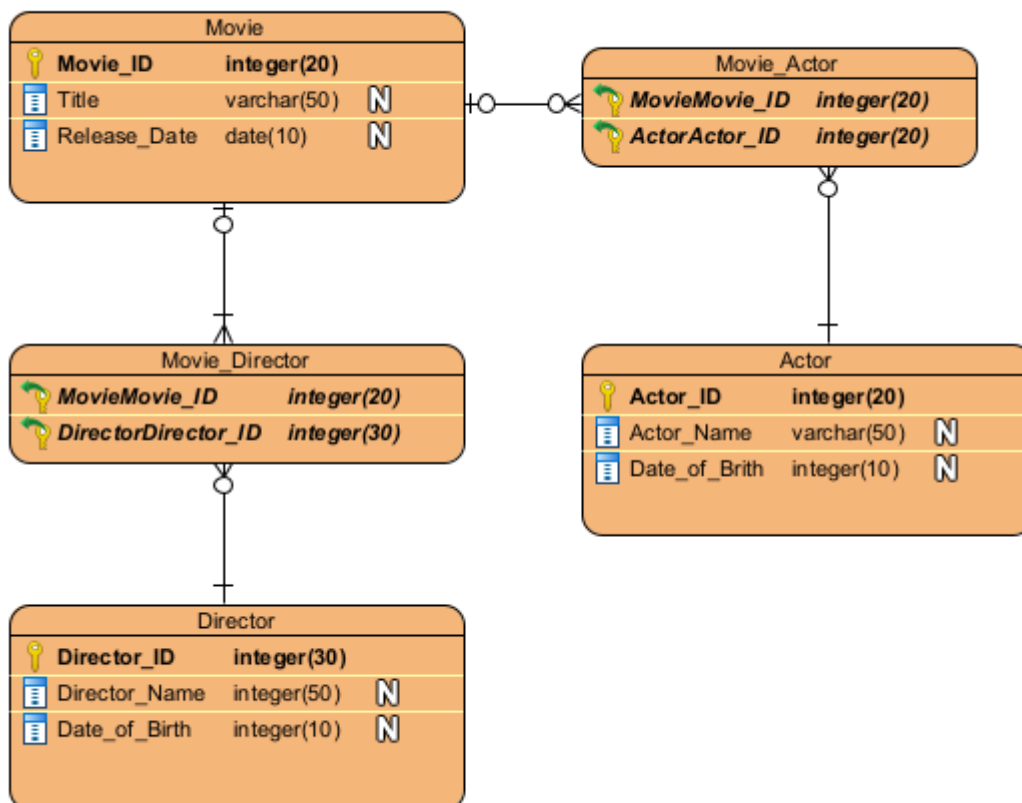 Movie
Movie_ID integer(20)
Title varchar(50) N
Release_Date date(10) N
Movie_Actor
MovieMovie_ID integer(20)
ActorActor_ID integer(20)
Movie_Director
MovieMovie_ID integer(20)
DirectorDirector_ID integer(30)
Actor
Actor_ID integer(20)
Actor_Name varchar(50) N
Date_of_Brith integer(10) N
Director
Director_ID integer(30)
Director_Name integer(50) N
Date_of_Birth integer(10) N